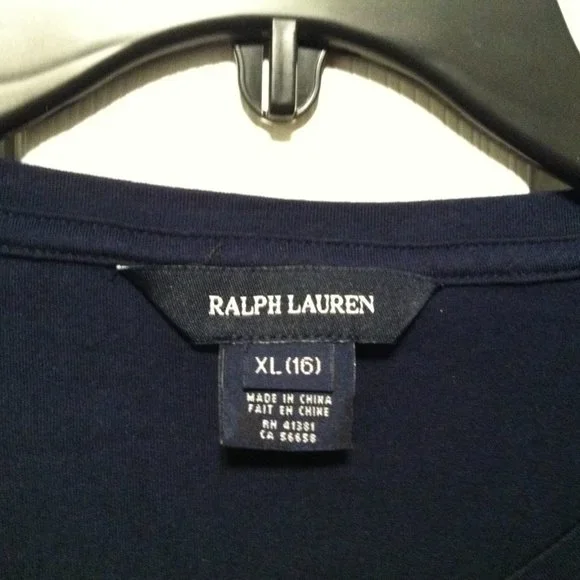 RALPH LAUREN
XL (16)
MADE IN CHINA
FAIT EN CHINE
RN 41381
CA 56658